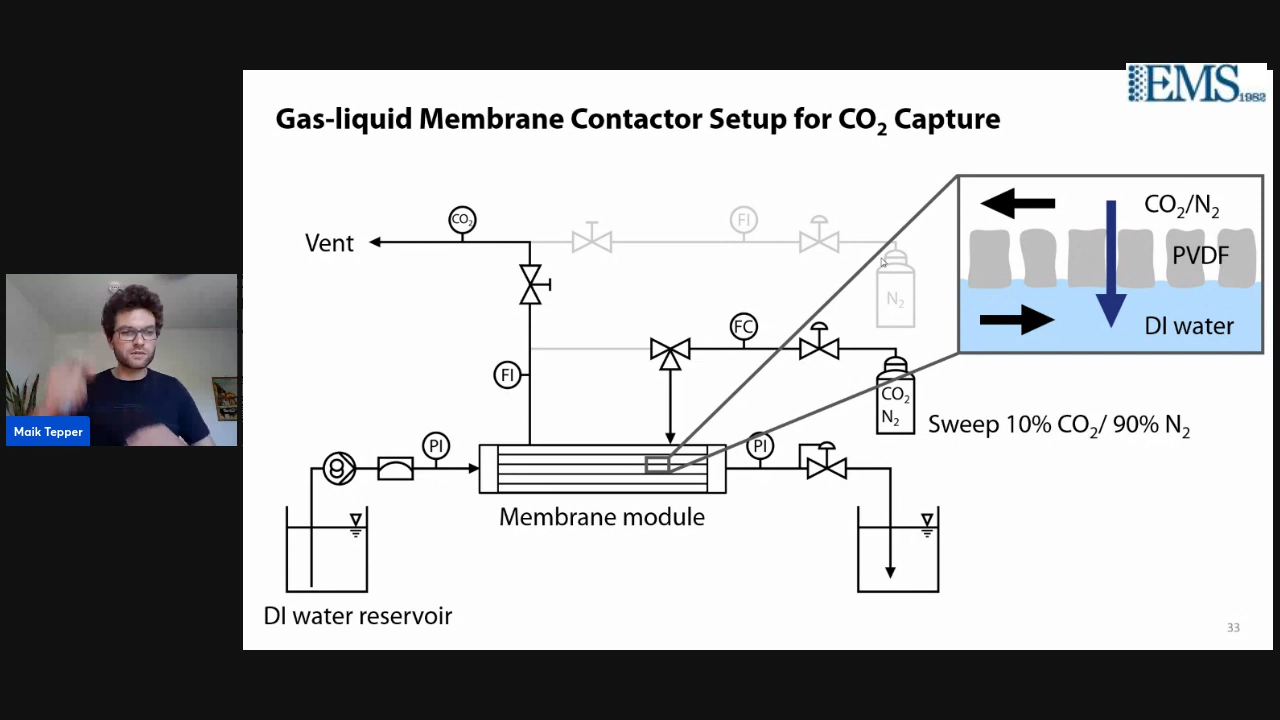 EMS 1982
Gas-liquid Membrane Contactor Setup for CO₂ Capture
CO₂
FI
CO₂/N₂
Vent
PVDF
N₂
FC
DI water
FI
CO₂
N₂
Sweep 10% CO₂/ 90% N₂
Maik Tepper
PI
PI
Membrane module
DI water reservoir
33